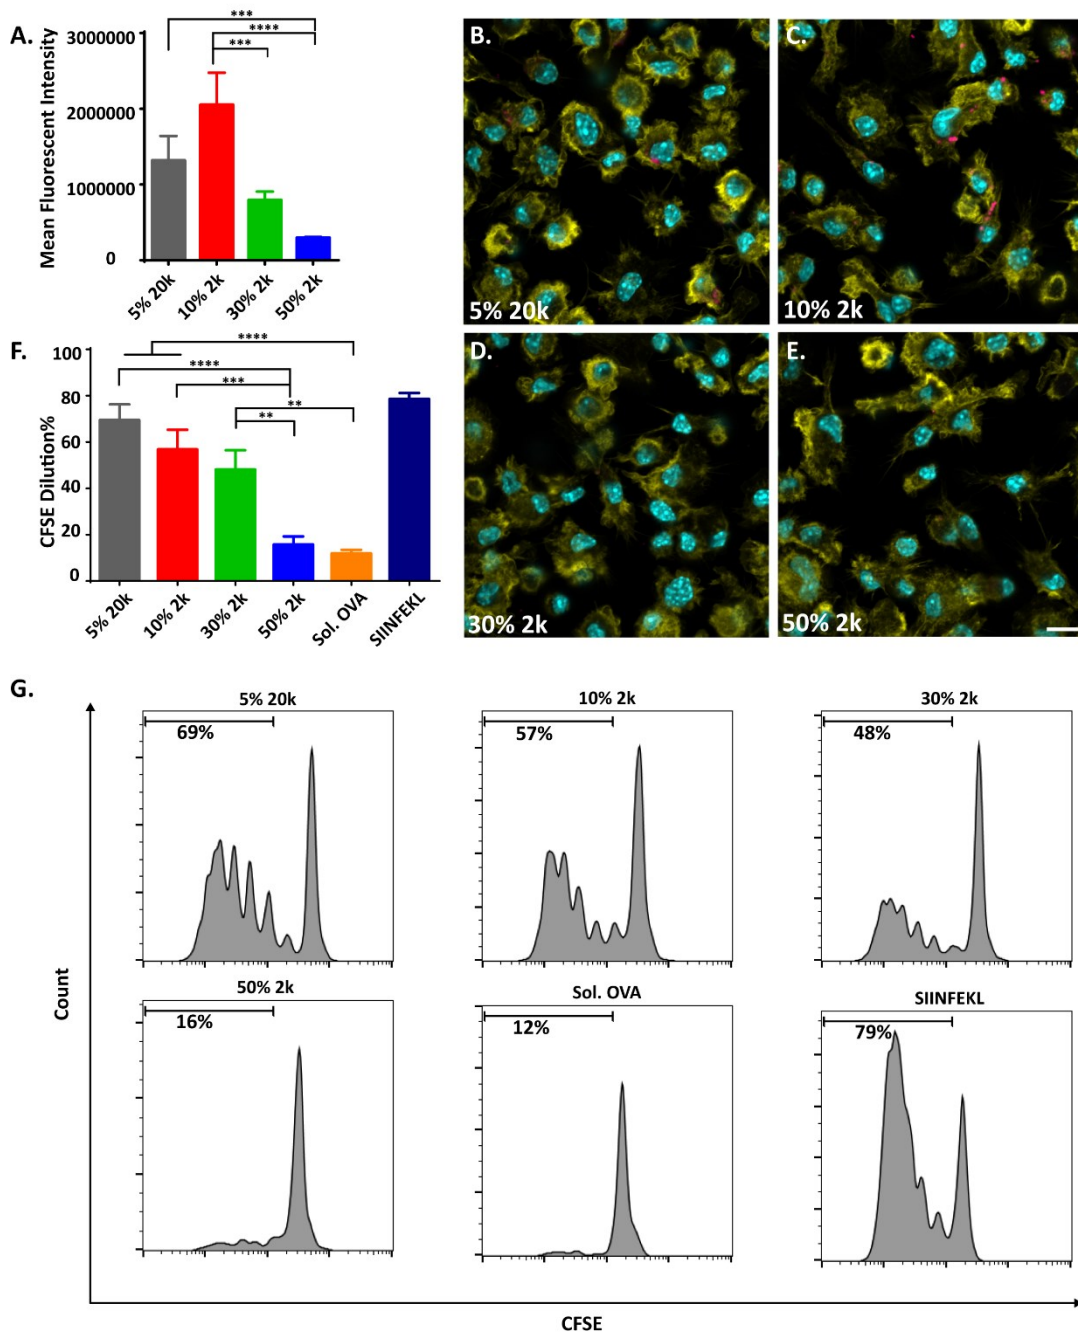 A.
Mean Fluorescent Intensity
3000000
2000000
1000000
0
***
****
***
5% 20k
10% 2k
30% 2k
50% 2k
B.
5% 20k
C.
10% 2k
D.
30% 2k
E.
50% 2k
F.
CFSE Dilution%
100
80
60
40
20
0
****
****
***
**
**
5% 20k
10% 2k
30% 2k
50% 2k
Sol. OVA
SIINFEKL
G.
5% 20k
69%
10% 2k
57%
30% 2k
48%
50% 2k
16%
Sol. OVA
12%
SIINFEKL
79%
Count
CFSE